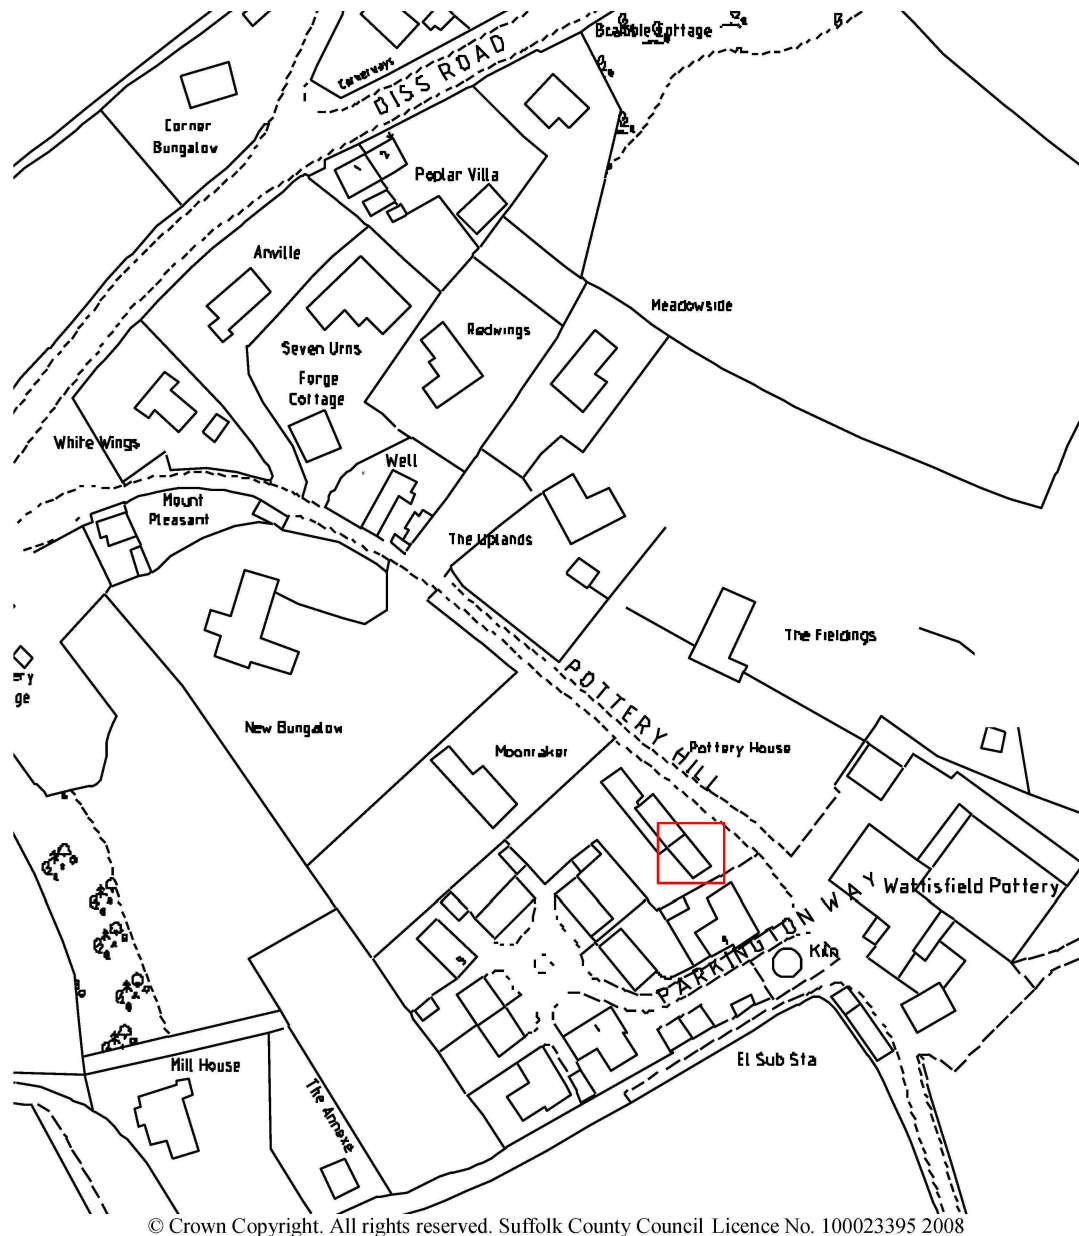 Bramble Cottage
Cornerways
DISS ROAD
Corner
Bungalow
1
2
Poplar Villa
Anville
Meadowside
Redwings
Seven Urns
Forge
Cottage
White Wings
Well
Mount
Pleasant
The Uplands
The Fieldings
ery
ge
POTTERY HILL
New Bungalow
Moonraker
Pottery House
Wattisfield Pottery
PARKINGTON WAY
Kiln
El Sub Sta
Mill House
The Annexe
© Crown Copyright. All rights reserved. Suffolk County Council Licence No. 100023395 2008